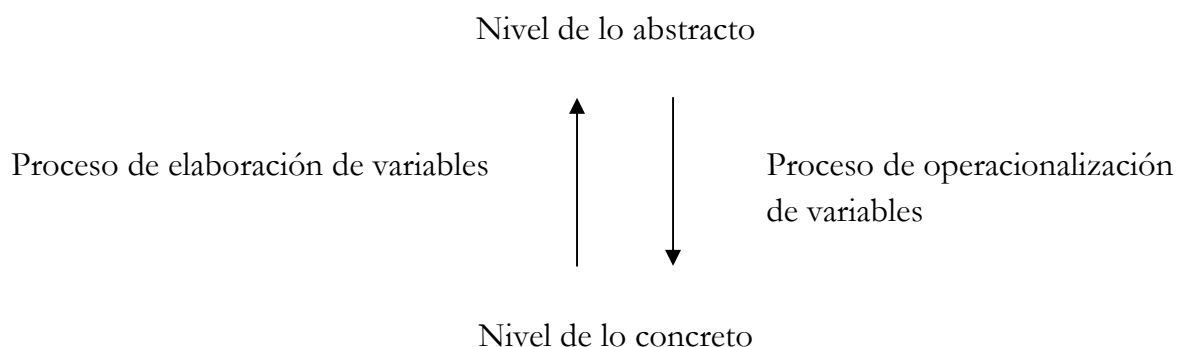 Nivel de lo abstracto
Proceso de elaboración de variables
Proceso de operacionalización
de variables
Nivel de lo concreto